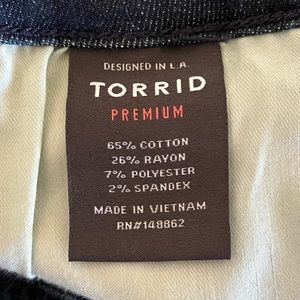 DESIGNED IN L.A.
TORRID
PREMIUM
65% COTTON
26% RAYON
7% POLYESTER
2% SPANDEX
MADE IN VIETNAM
RN#148862